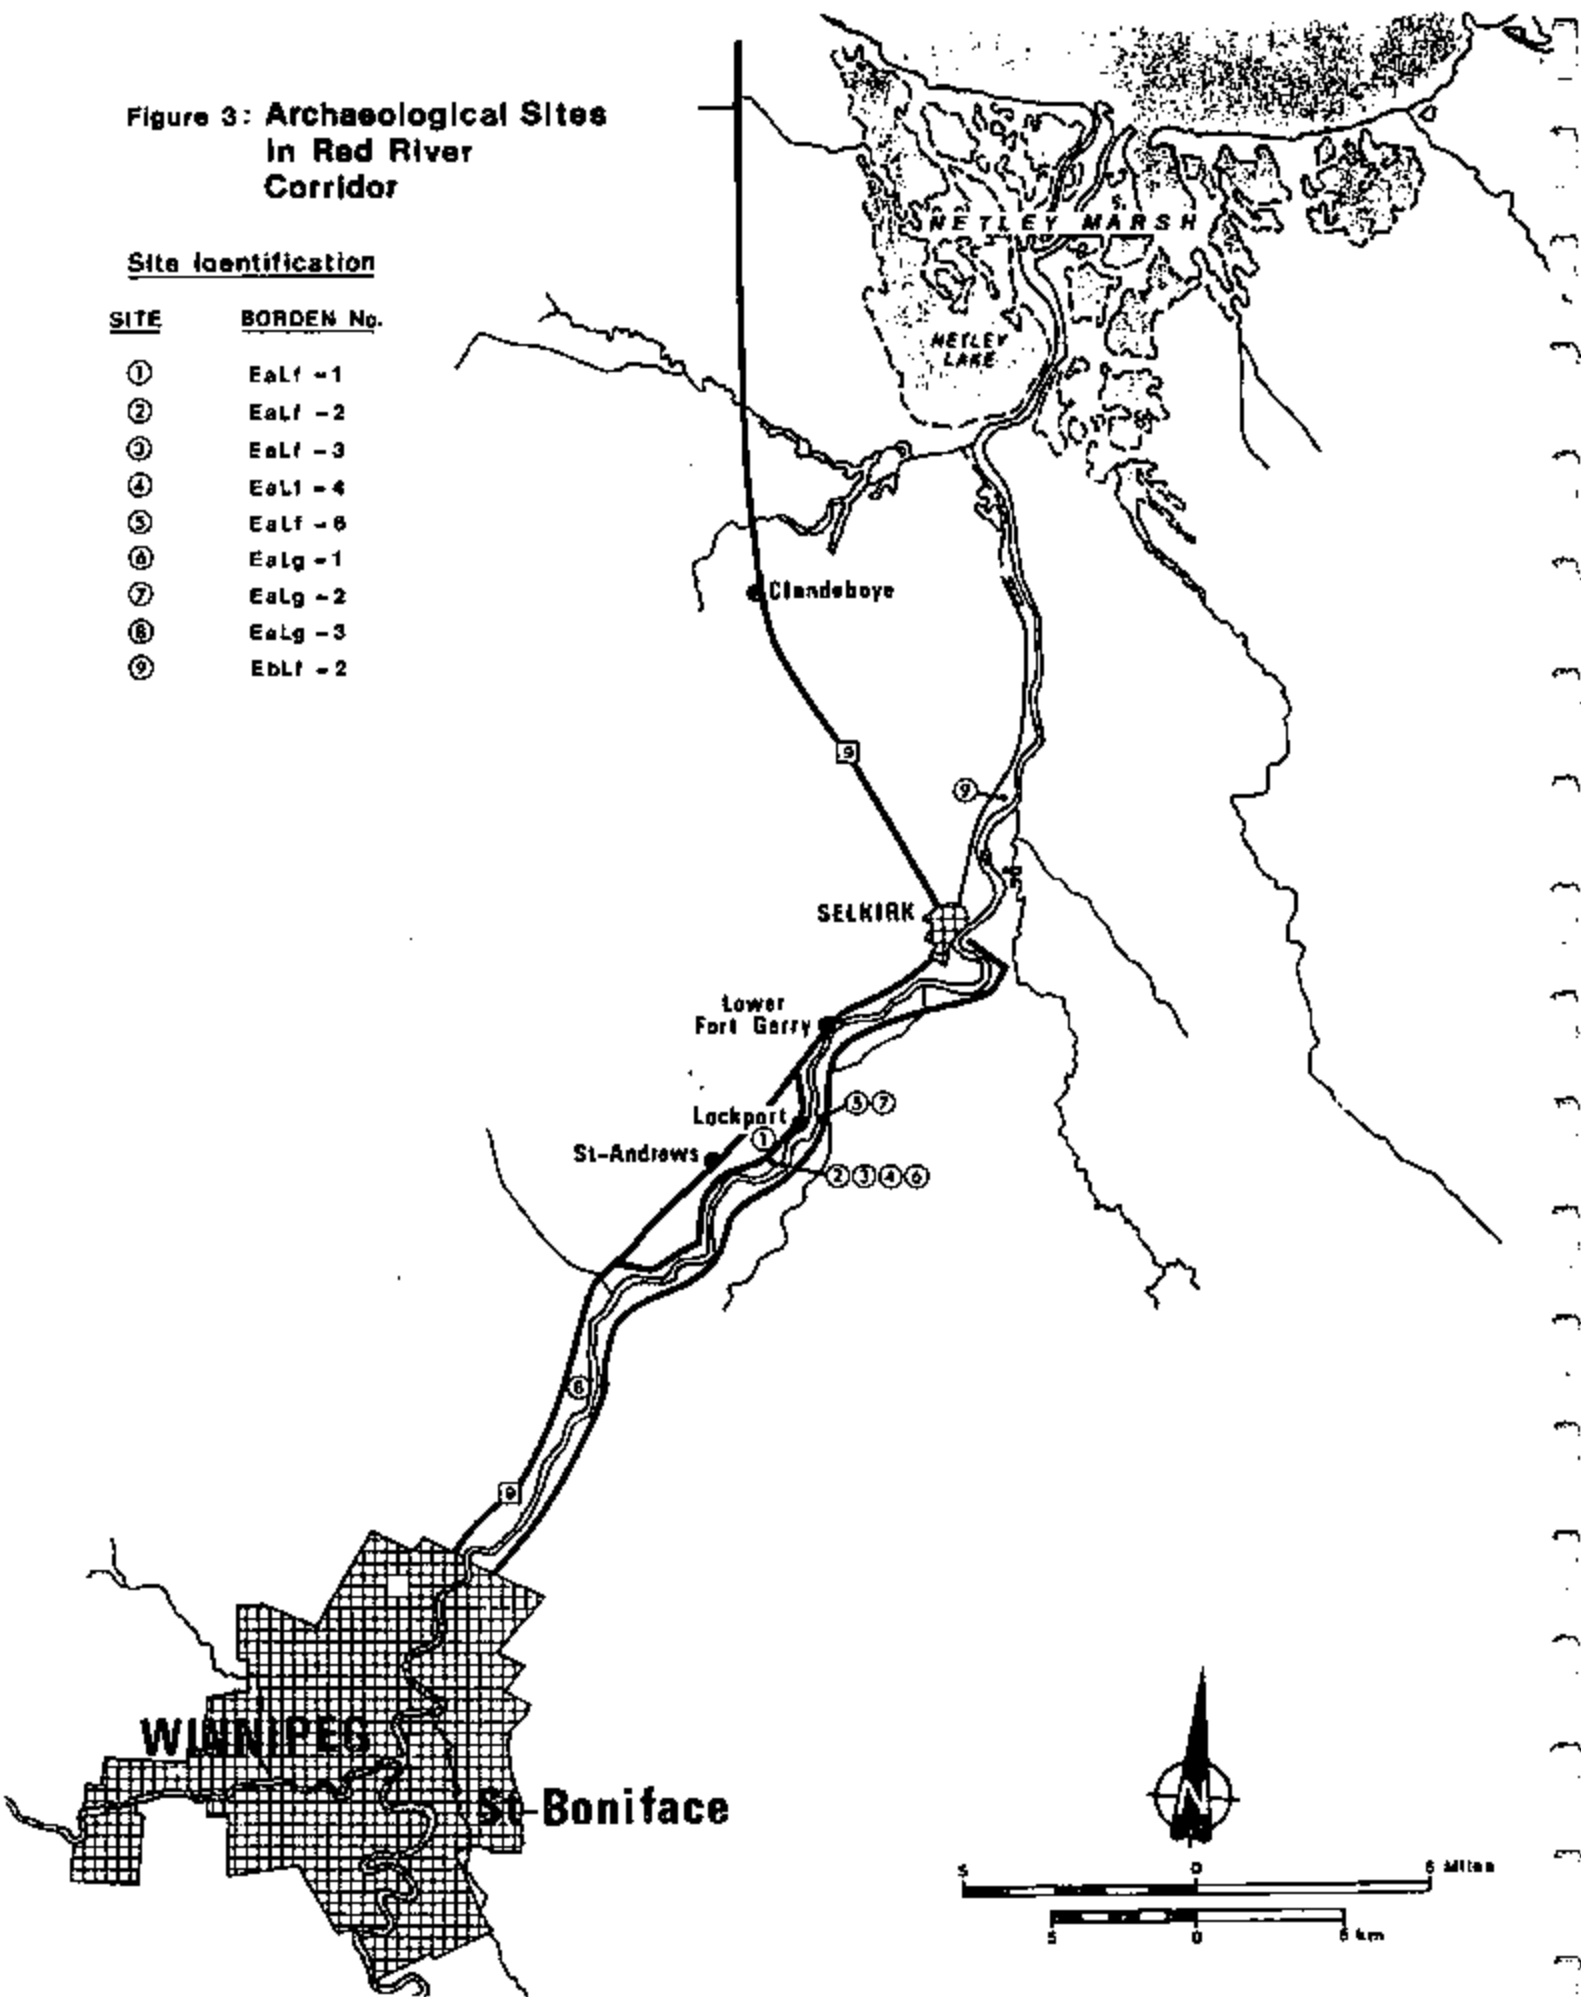 Figure 3: Archaeological Sites
in Red River
Corridor
Site Identification
SITE BORDEN No.
① EaLf - 1
② EaLf - 2
③ EaLf - 3
④ EaLf - 4
⑤ EaLf - 6
⑥ EaLg - 1
⑦ EaLg - 2
⑧ EaLg - 3
⑨ EbLf - 2
NETLEY MARSH
NETLEY
LAKE
Clandeboye
9
⑨
SELKIRK
Lower
Fort Garry
⑤⑦
Lockport
①
St-Andrews
②③④⑥
⑧
9
WINNIPEG
St-Boniface
N
5 0 5 Miles
5 0 5 km